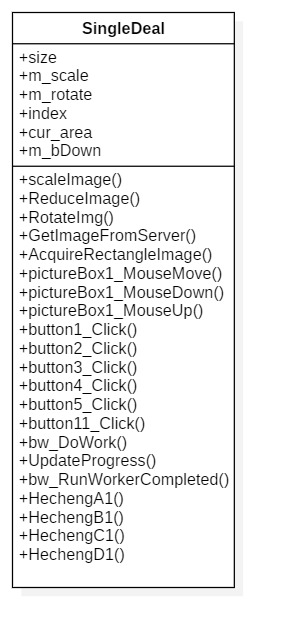 SingleDeal
+size
+m_scale
+m_rotate
+index
+cur_area
+m_bDown
+scaleImage()
+ReduceImage()
+RotateImg()
+GetImageFromServer()
+AcquireRectangleImage()
+pictureBox1_MouseMove()
+pictureBox1_MouseDown()
+pictureBox1_MouseUp()
+button1_Click()
+button2_Click()
+button3_Click()
+button4_Click()
+button5_Click()
+button11_Click()
+bw_DoWork()
+UpdateProgress()
+bw_RunWorkerCompleted()
+HechengA1()
+HechengB1()
+HechengC1()
+HechengD1()